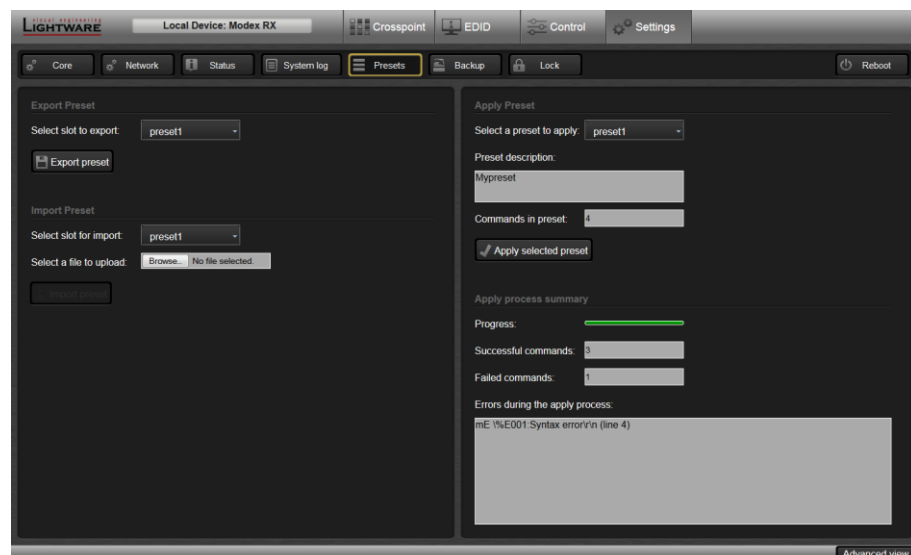 visual engineering
LIGHTWARE
Local Device: Modex RX
Crosspoint
EDID
Control
Settings
Core
Network
Status
System log
Presets
Backup
Lock
Reboot
Export Preset
Select slot to export:
preset1
Export preset
Import Preset
Select slot for import:
preset1
Select a file to upload:
Browse... No file selected.
Import preset
Apply Preset
Select a preset to apply:
preset1
Preset description:
Mypreset
Commands in preset:
4
Apply selected preset
Apply process summary
Progress:
Successful commands:
3
Failed commands:
1
Errors during the apply process:
mE \%E001:Syntax error\r\n (line 4)
Advanced view